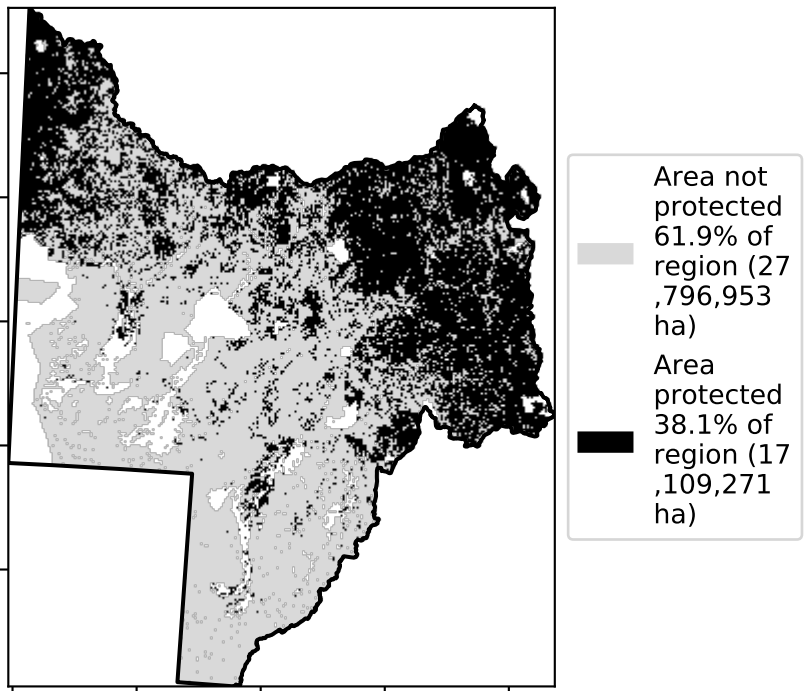 Area not
protected
61.9% of
region (27
,796,953
ha)
Area
protected
38.1% of
region (17
,109,271
ha)